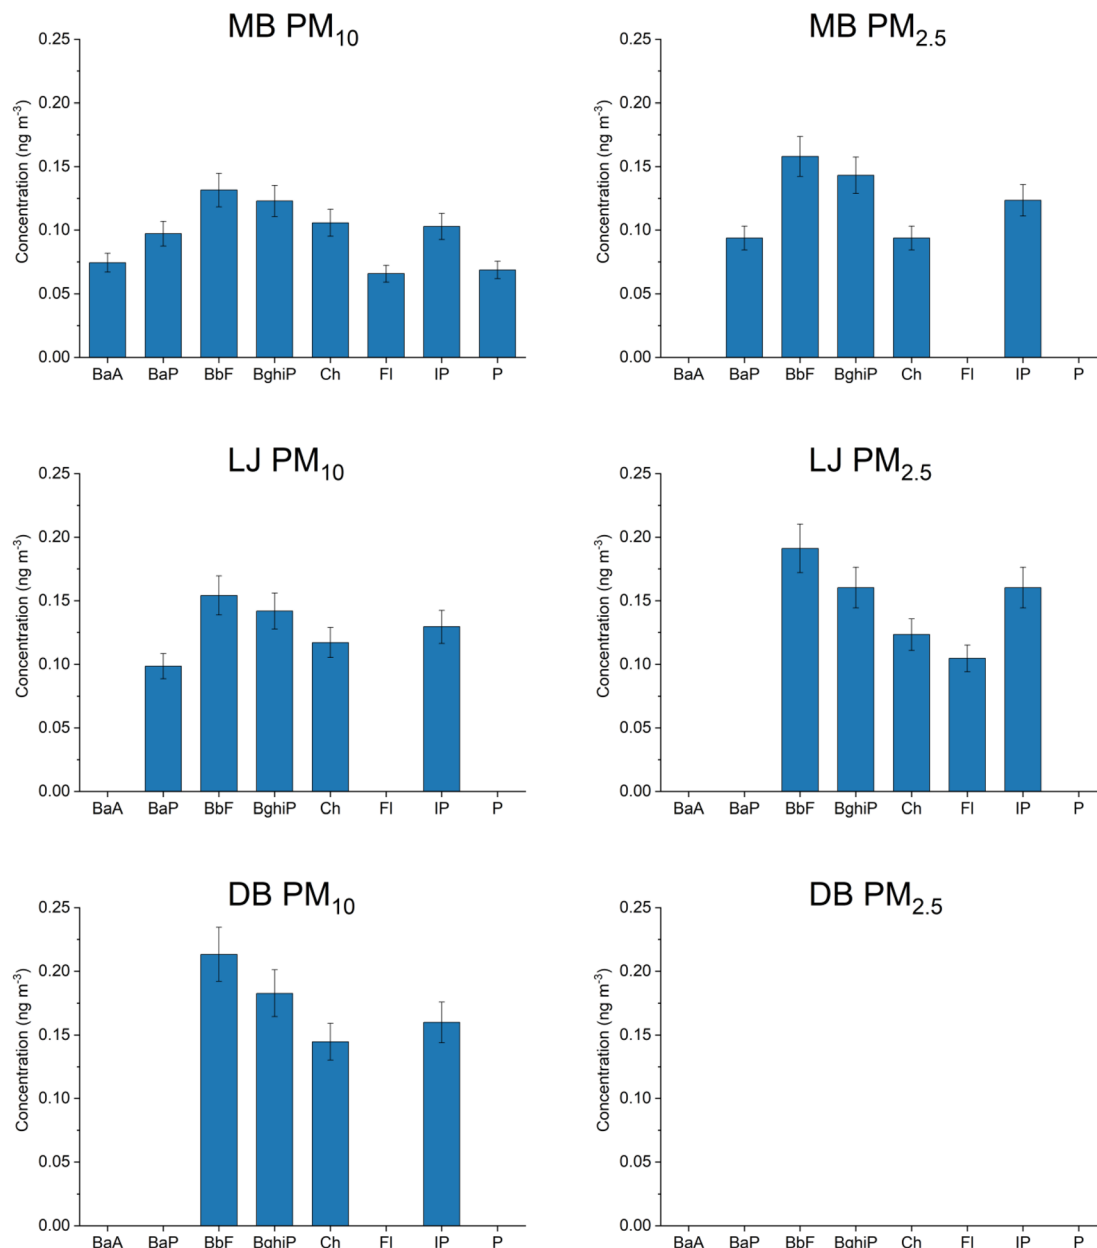 MB PM10
Concentration (ng m-3)
0.25
0.20
0.15
0.10
0.05
0.00
BaA BaP BbF BghiP Ch Fl IP P
MB PM2.5
Concentration (ng m-3)
0.25
0.20
0.15
0.10
0.05
0.00
BaA BaP BbF BghiP Ch Fl IP P
LJ PM10
Concentration (ng m-3)
0.25
0.20
0.15
0.10
0.05
0.00
BaA BaP BbF BghiP Ch Fl IP P
LJ PM2.5
Concentration (ng m-3)
0.25
0.20
0.15
0.10
0.05
0.00
BaA BaP BbF BghiP Ch Fl IP P
DB PM10
Concentration (ng m-3)
0.25
0.20
0.15
0.10
0.05
0.00
BaA BaP BbF BghiP Ch Fl IP P
DB PM2.5
Concentration (ng m-3)
0.25
0.20
0.15
0.10
0.05
0.00
BaA BaP BbF BghiP Ch Fl IP P